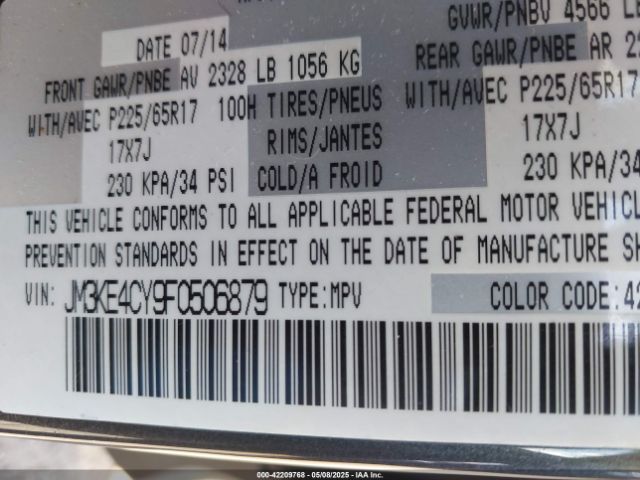 DATE 07/14
GVWR/PNBV 4566 LB
FRONT GAWR/PNBE AV 2328 LB 1056 KG
REAR GAWR/PNBE AR
WITH/AVEC P225/65R17 100H TIRES/PNEUS WITH/AVEC P225/65R17
17X7J RIMS/JANTES 17X7J
230 KPA/34 PSI COLD/A FROID 230 KPA/34
THIS VEHICLE CONFORMS TO ALL APPLICABLE FEDERAL MOTOR VEHICL
PREVENTION STANDARDS IN EFFECT ON THE DATE OF MANUFACTURE SH
VIN: JM3KE4CY9F0506879 TYPE:MPV COLOR CODE:42
000-42209768 - 05/08/2025 - IAA Inc.